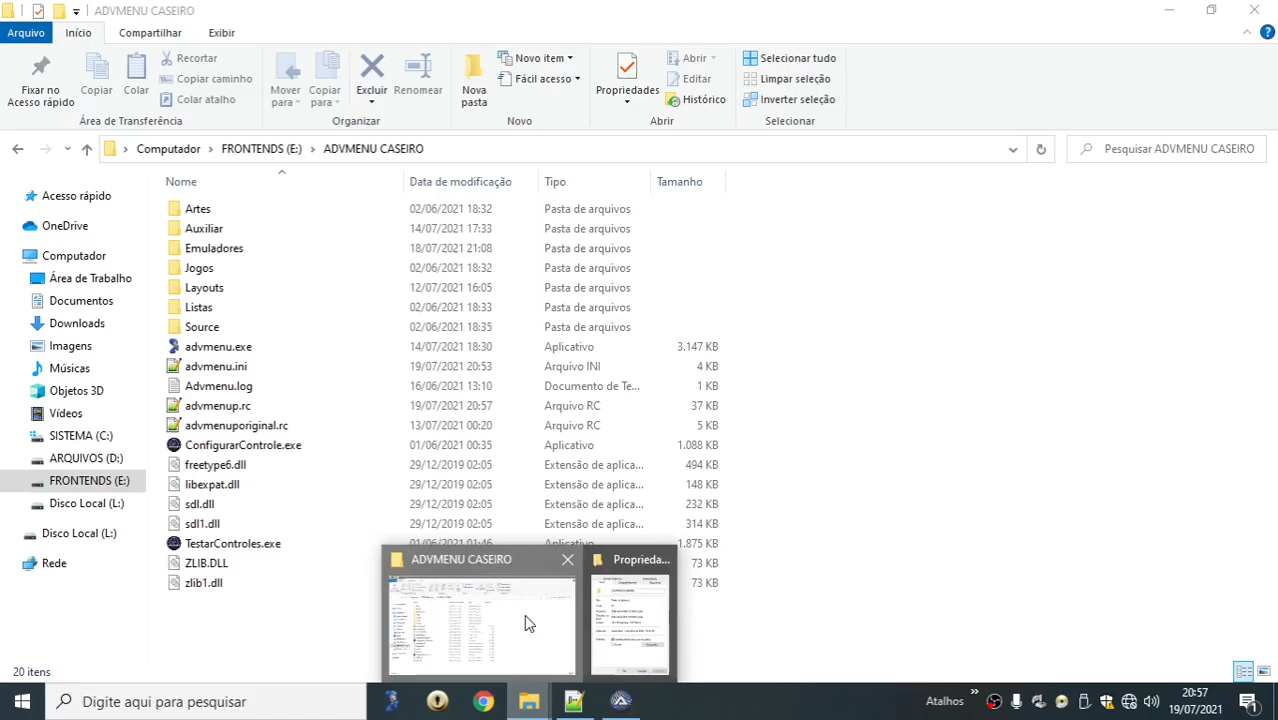 ADVMENU CASEIRO
Arquivo Início Compartilhar Exibir
Fixar no Acesso rápido
Copiar
Colar
Recortar
Copiar caminho
Colar atalho
Área de Transferência
Mover para
Copiar para
Excluir
Renomear
Organizar
Nova pasta
Novo item
Fácil acesso
Novo
Propriedades
Abrir
Editar
Histórico
Abrir
Selecionar tudo
Limpar seleção
Inverter seleção
Selecionar
Computador > FRONTENDS (E:) > ADVMENU CASEIRO
Pesquisar ADVMENU CASEIRO
Acesso rápido
OneDrive
Computador
Área de Trabalho
Documentos
Downloads
Imagens
Músicas
Objetos 3D
Vídeos
SISTEMA (C:)
ARQUIVOS (D:)
FRONTENDS (E:)
Disco Local (L:)
Disco Local (L:)
Rede
Nome Data de modificação Tipo Tamanho
Artes 02/06/2021 18:32 Pasta de arquivos
Auxiliar 14/07/2021 17:33 Pasta de arquivos
Emuladores 18/07/2021 21:08 Pasta de arquivos
Jogos 02/06/2021 18:32 Pasta de arquivos
Layouts 12/07/2021 16:05 Pasta de arquivos
Listas 02/06/2021 18:33 Pasta de arquivos
Source 02/06/2021 18:35 Pasta de arquivos
advmenu.exe 14/07/2021 18:30 Aplicativo 3.147 KB
advmenu.ini 19/07/2021 20:53 Arquivo INI 4 KB
Advmenu.log 16/06/2021 13:10 Documento de Te... 1 KB
advmenup.rc 19/07/2021 20:57 Arquivo RC 37 KB
advmenuporiginal.rc 13/07/2021 00:20 Arquivo RC 5 KB
ConfigurarControle.exe 01/06/2021 00:35 Aplicativo 1.088 KB
freetype6.dll 29/12/2019 02:05 Extensão de aplica... 494 KB
libexpat.dll 29/12/2019 02:05 Extensão de aplica... 148 KB
sdl.dll 29/12/2019 02:05 Extensão de aplica... 232 KB
sdl1.dll 29/12/2019 02:05 Extensão de aplica... 314 KB
TestarControles.exe 01/06/2021 01:46 Aplicativo 1.875 KB
ZLIB.DLL 73 KB
zlib1.dll 73 KB
ADVMENU CASEIRO
Proprieda...
20 itens
Digite aqui para pesquisar
Atalhos
20:57
19/07/2021
1